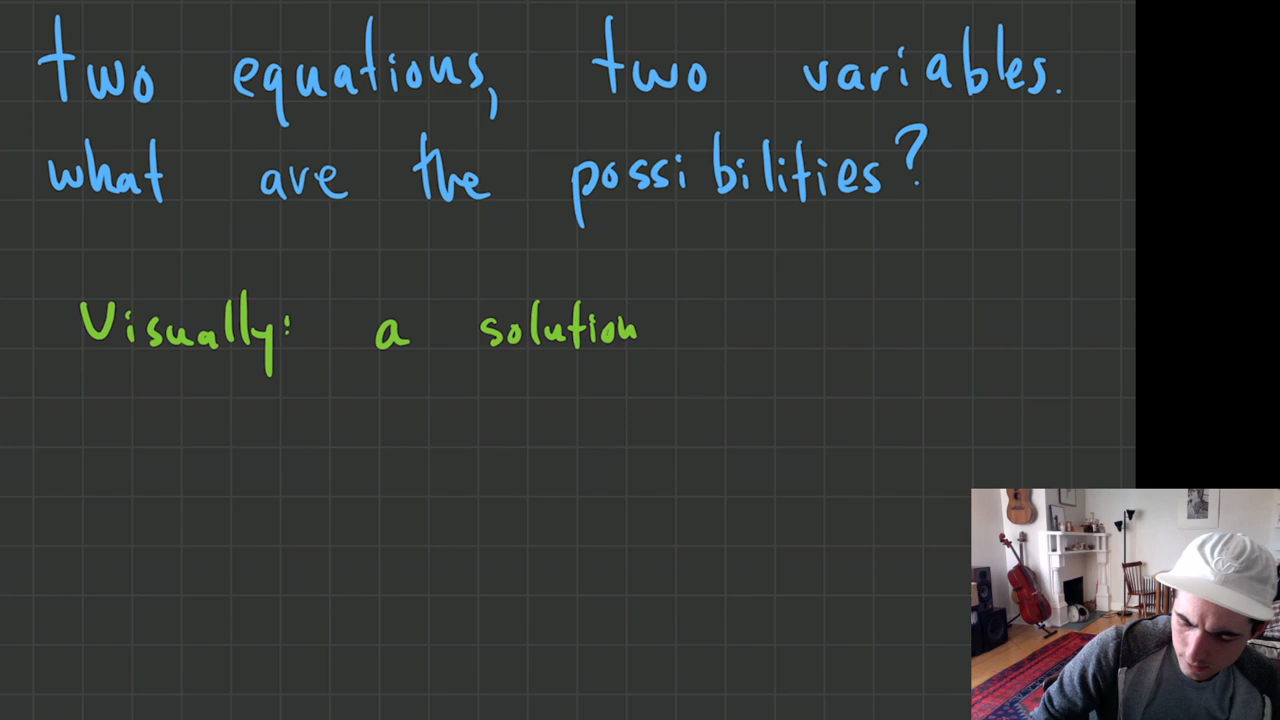 two equations, two variables.
what are the possibilities?
Visually: a solution